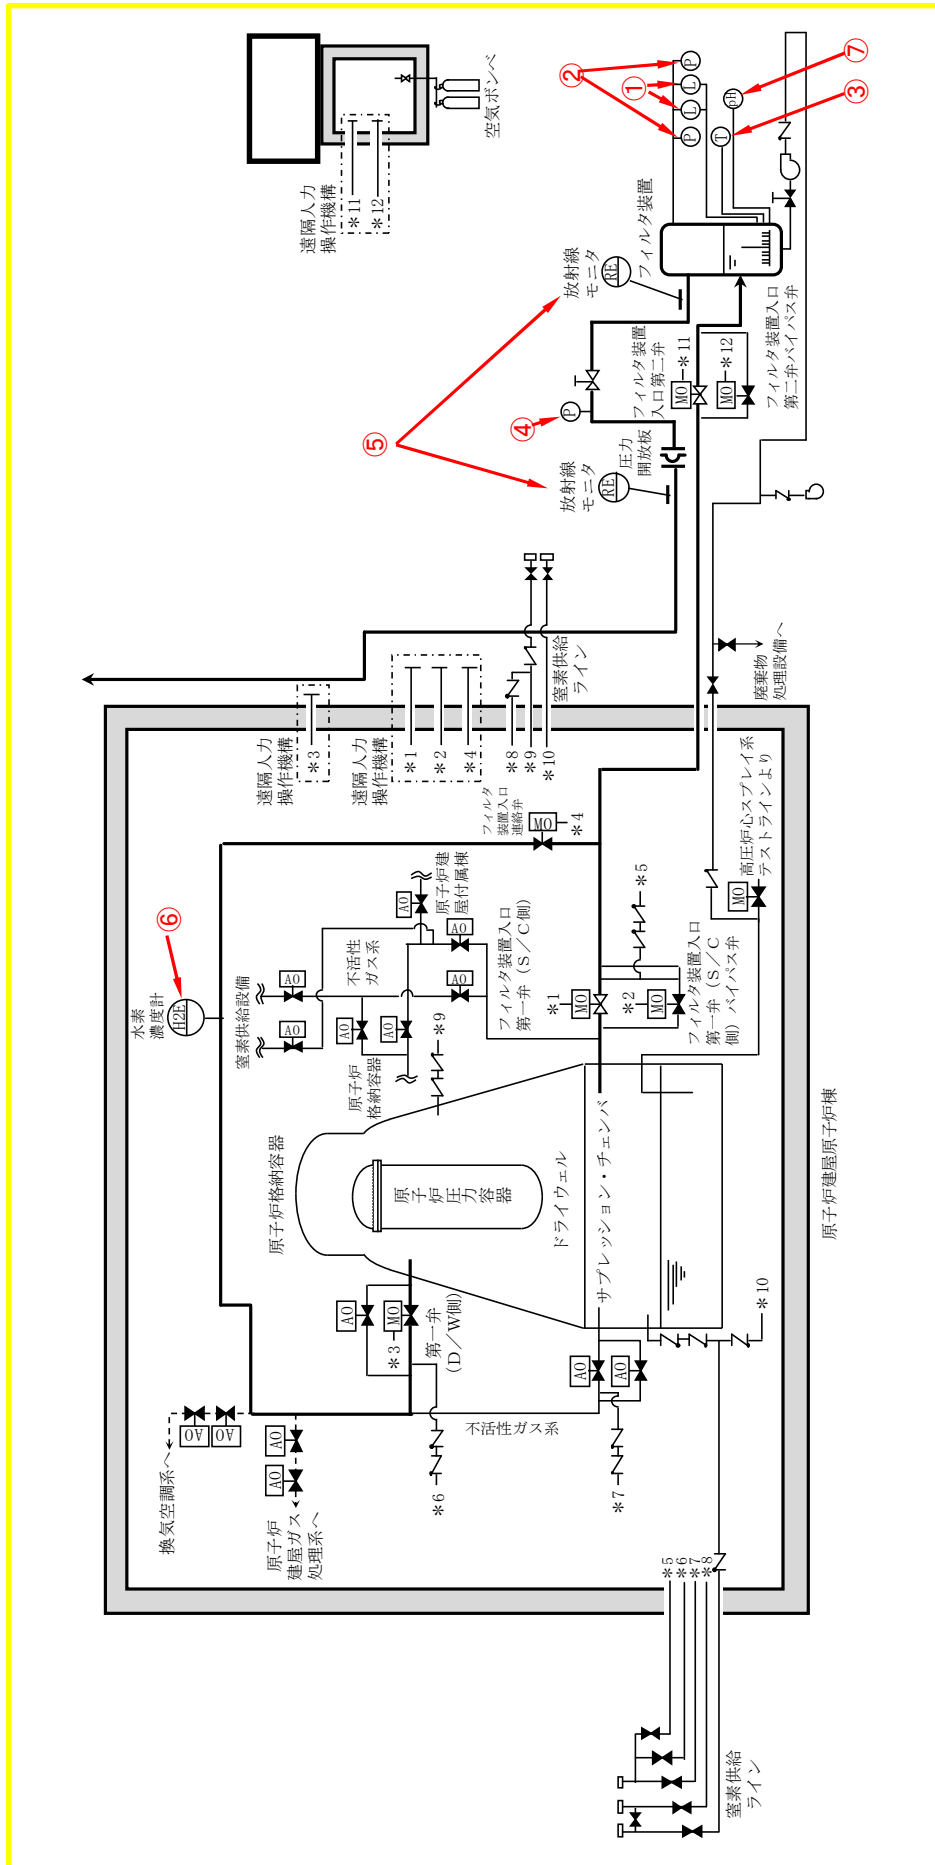 空気ボンベ
遠隔人力
操作機構
＊11
＊12
②
①
⑦
③
P
L
L
P
pH
T
フィルタ装置
放射線
モニタ
RE
フィルタ装置
入口第二弁
MO
＊11
MO
＊12
フィルタ装置入口
第二弁バイパス弁
④
P
⑤
圧力
開放板
放射線
モニタ
RE
窒素供給
ライン
廃棄物
処理設備へ
遠隔人力
操作機構
＊3
遠隔人力
操作機構
＊1
＊2
＊4
＊8
＊9
＊10
フィルタ
装置入口
連絡弁
MO
＊4
高圧炉心スプレイ系
テストラインより
MO
⑥
水素
濃度計
H2E
窒素供給設備
AO
AO
不活性
ガス系
AO
原子炉建
屋付属棟
AO
AO
AO
AO
＊9
原子炉
格納容器
フィルタ装置入口
第一弁（S／C側）
＊1
MO
＊2
MO
＊5
フィルタ装置入口
第一弁（S／C
側）バイパス弁
原子炉格納容器
原子炉圧力容器
ドライウェル
サプレッション・チェンバ
原子炉建屋原子炉棟
AO
MO
＊3
第一弁
（D／W側）
AO
AO
＊10
不活性ガス系
＊6
＊7
換気空調系へ
AO
AO
AO
AO
原子炉
建屋ガス
処理系へ
＊5
＊6
＊7
＊8
窒素供給
ライン